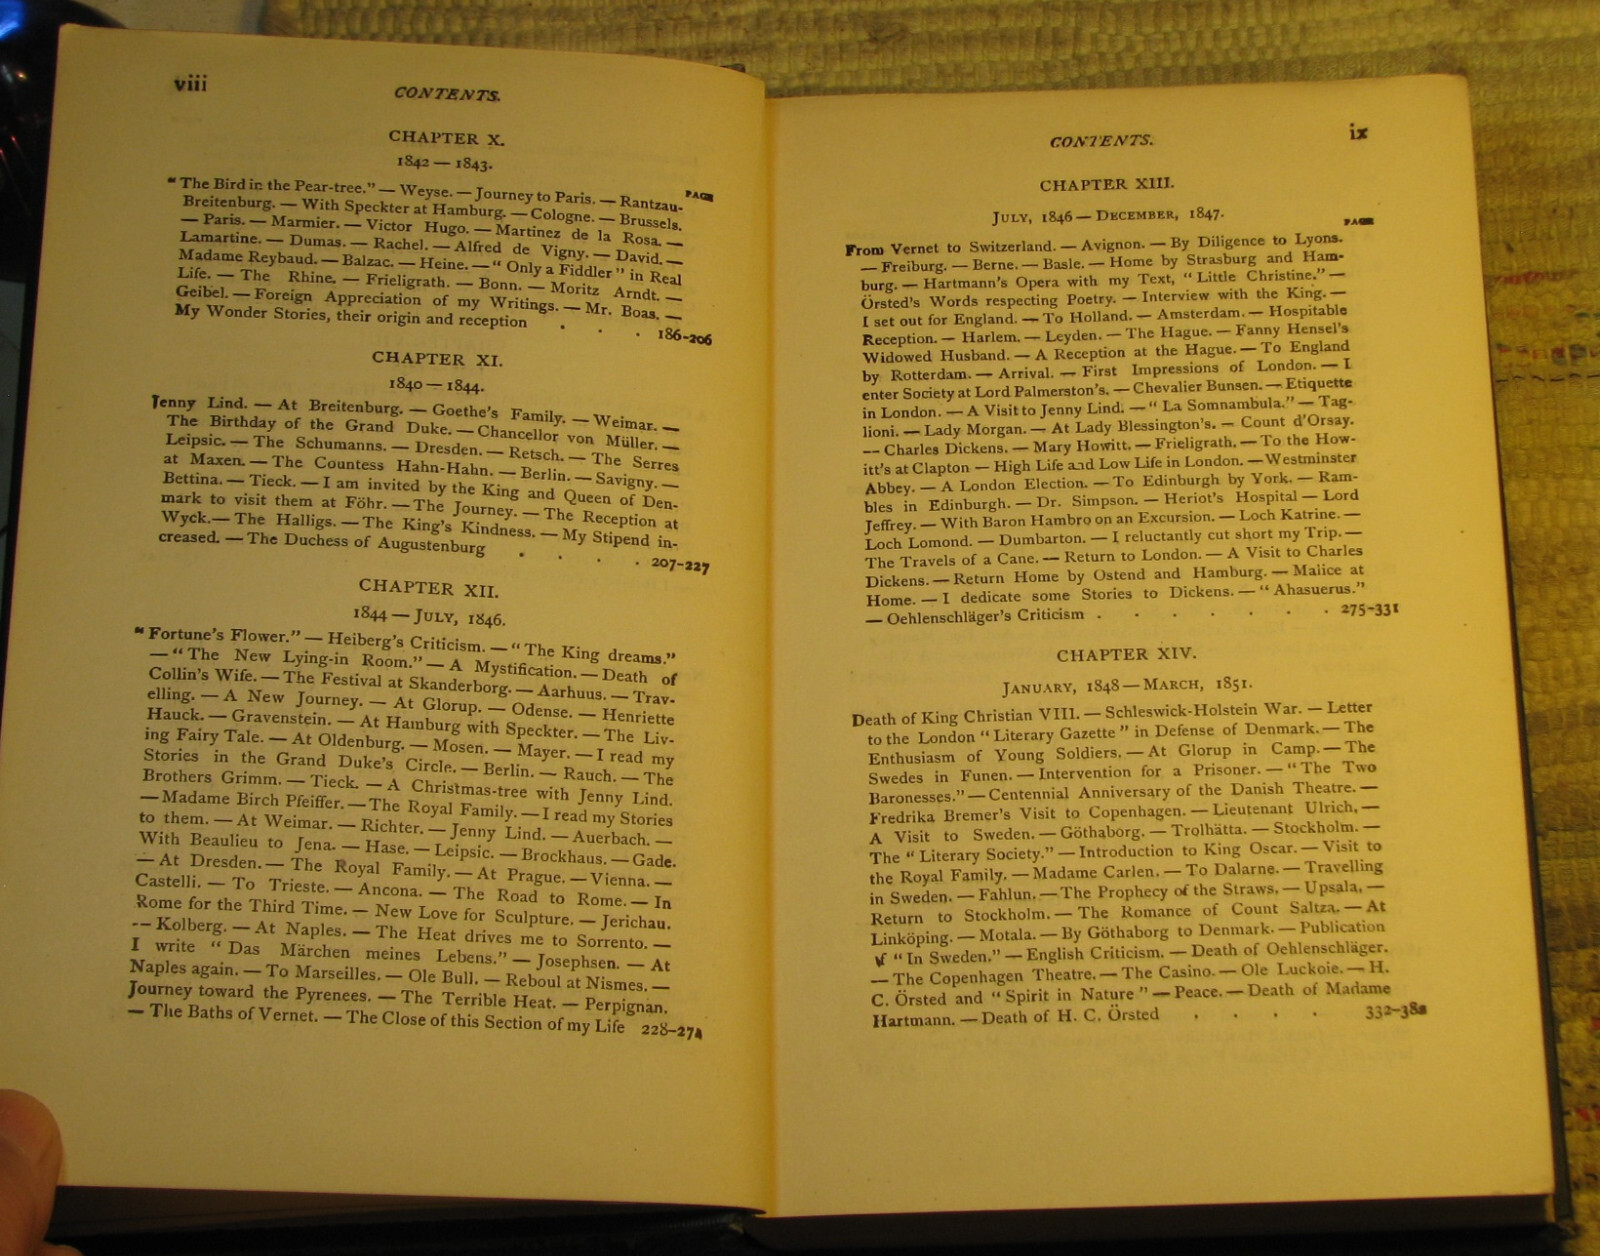 viii
CONTENTS.
CHAPTER X.
1842 — 1843.
PAGE
"The Bird in the Pear-tree." — Weyse. — Journey to Paris. — Rantzau-
Breitenburg. — With Speckter at Hamburg. — Cologne. — Brussels.
— Paris. — Marmier. — Victor Hugo. — Martinez de la Rosa. —
Lamartine. — Dumas. — Rachel. — Alfred de Vigny. — David. —
Madame Reybaud. — Balzac. — Heine. — "Only a Fiddler" in Real
Life. — The Rhine. — Frieligrath. — Bonn. — Moritz Arndt. —
Geibel. — Foreign Appreciation of my Writings. — Mr. Boas. —
My Wonder Stories, their origin and reception . . . 186-206
CHAPTER XI.
1840 — 1844.
Jenny Lind. — At Breitenburg. — Goethe's Family. — Weimar. —
The Birthday of the Grand Duke. — Chancellor von Müller. —
Leipsic. — The Schumanns. — Dresden. — Retsch. — The Serres
at Maxen. — The Countess Hahn-Hahn. — Berlin. — Savigny. —
Bettina. — Tieck. — I am invited by the King and Queen of Den-
mark to visit them at Föhr. — The Journey. — The Reception at
Wyck. — The Halligs. — The King's Kindness. — My Stipend in-
creased. — The Duchess of Augustenburg . . . . 207-227
CHAPTER XII.
1844 — JULY, 1846.
"Fortune's Flower." — Heiberg's Criticism. — "The King dreams."
— "The New Lying-in Room." — A Mystification. — Death of
Collin's Wife. — The Festival at Skanderborg. — Aarhuus. — Trav-
elling. — A New Journey. — At Glorup. — Odense. — Henriette
Hauck. — Gravenstein. — At Hamburg with Speckter. — The Liv-
ing Fairy Tale. — At Oldenburg. — Mosen. — Mayer. — I read my
Stories in the Grand Duke's Circle. — Berlin. — Rauch. — The
Brothers Grimm. — Tieck. — A Christmas-tree with Jenny Lind.
— Madame Birch Pfeiffer. — The Royal Family. — I read my Stories
to them. — At Weimar. — Richter. — Jenny Lind. — Auerbach. —
With Beaulieu to Jena. — Hase. — Leipsic. — Brockhaus. — Gade.
— At Dresden. — The Royal Family. — At Prague. — Vienna. —
Castelli. — To Trieste. — Ancona. — The Road to Rome. — In
Rome for the Third Time. — New Love for Sculpture. — Jerichau.
— Kolberg. — At Naples. — The Heat drives me to Sorrento. —
I write "Das Märchen meines Lebens." — Josephsen. — At
Naples again. — To Marseilles. — Ole Bull. — Reboul at Nismes. —
Journey toward the Pyrenees. — The Terrible Heat. — Perpignan.
— The Baths of Vernet. — The Close of this Section of my Life 228-274
CONTENTS.
ix
CHAPTER XIII.
JULY, 1846 — DECEMBER, 1847.
PAGE
From Vernet to Switzerland. — Avignon. — By Diligence to Lyons.
— Freiburg. — Berne. — Basle. — Home by Strasburg and Ham-
burg. — Hartmann's Opera with my Text, "Little Christine." —
Örsted's Words respecting Poetry. — Interview with the King. —
I set out for England. — To Holland. — Amsterdam. — Hospitable
Reception. — Harlem. — Leyden. — The Hague. — Fanny Hensel's
Widowed Husband. — A Reception at the Hague. — To England
by Rotterdam. — Arrival. — First Impressions of London. — I
enter Society at Lord Palmerston's. — Chevalier Bunsen. — Etiquette
in London. — A Visit to Jenny Lind. — "La Somnambula." — Tag-
lioni. — Lady Morgan. — At Lady Blessington's. — Count d'Orsay.
— Charles Dickens. — Mary Howitt. — Frieligrath. — To the How-
itt's at Clapton — High Life and Low Life in London. — Westminster
Abbey. — A London Election. — To Edinburgh by York. — Ram-
bles in Edinburgh. — Dr. Simpson. — Heriot's Hospital — Lord
Jeffrey. — With Baron Hambro on an Excursion. — Loch Katrine. —
Loch Lomond. — Dumbarton. — I reluctantly cut short my Trip. —
The Travels of a Cane. — Return to London. — A Visit to Charles
Dickens. — Return Home by Ostend and Hamburg. — Malice at
Home. — I dedicate some Stories to Dickens. — "Ahasuerus."
— Oehlenschläger's Criticism . . . . . . . 275-331
CHAPTER XIV.
JANUARY, 1848 — MARCH, 1851.
Death of King Christian VIII. — Schleswick-Holstein War. — Letter
to the London "Literary Gazette" in Defense of Denmark. — The
Enthusiasm of Young Soldiers. — At Glorup in Camp. — The
Swedes in Funen. — Intervention for a Prisoner. — "The Two
Baronesses." — Centennial Anniversary of the Danish Theatre. —
Fredrika Bremer's Visit to Copenhagen. — Lieutenant Ulrich. —
A Visit to Sweden. — Göthaborg. — Trolhätta. — Stockholm. —
The "Literary Society." — Introduction to King Oscar. — Visit to
the Royal Family. — Madame Carlen. — To Dalarne. — Travelling
in Sweden. — Fahlun. — The Prophecy of the Straws. — Upsala. —
Return to Stockholm. — The Romance of Count Saltza. — At
Linköping. — Motala. — By Göthaborg to Denmark. — Publication
of "In Sweden." — English Criticism. — Death of Oehlenschläger.
— The Copenhagen Theatre. — The Casino. — Ole Luckoie. — H.
C. Örsted and "Spirit in Nature" — Peace. — Death of Madame
Hartmann. — Death of H. C. Örsted . . . . 332-382